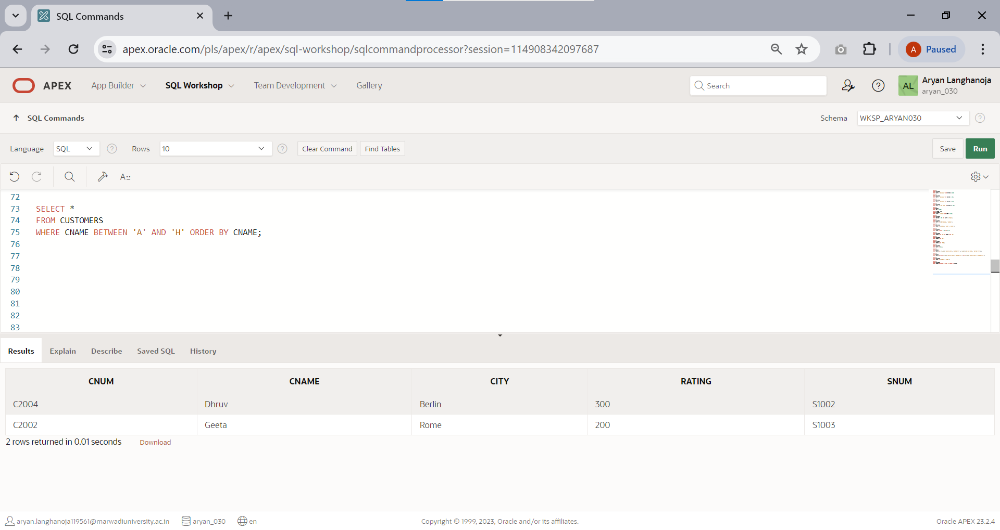 SQL Commands
apex.oracle.com/pls/apex/r/apex/sql-workshop/sqlcommandprocessor?session=114908342097687
A Paused
APEX App Builder SQL Workshop Team Development Gallery Search AL Aryan Langhanoja
aryan_030
SQL Commands Schema WKSP_ARYAN030 ?
Language SQL ? Rows 10 ? Clear Command Find Tables Save Run
A
72
73 SELECT *
74 FROM CUSTOMERS
75 WHERE CNAME BETWEEN 'A' AND 'H' ORDER BY CNAME;
76
77
78
79
80
81
82
83
Results Explain Describe Saved SQL History
CNUM CNAME CITY RATING SNUM
C2004 Dhruv Berlin 300 S1002
C2002 Geeta Rome 200 S1003
2 rows returned in 0.01 seconds Download
aryan.langhanoja119561@marwadiuniversity.ac.in aryan_030 en Copyright © 1999, 2023, Oracle and/or its affiliates. Oracle APEX 23.2.4